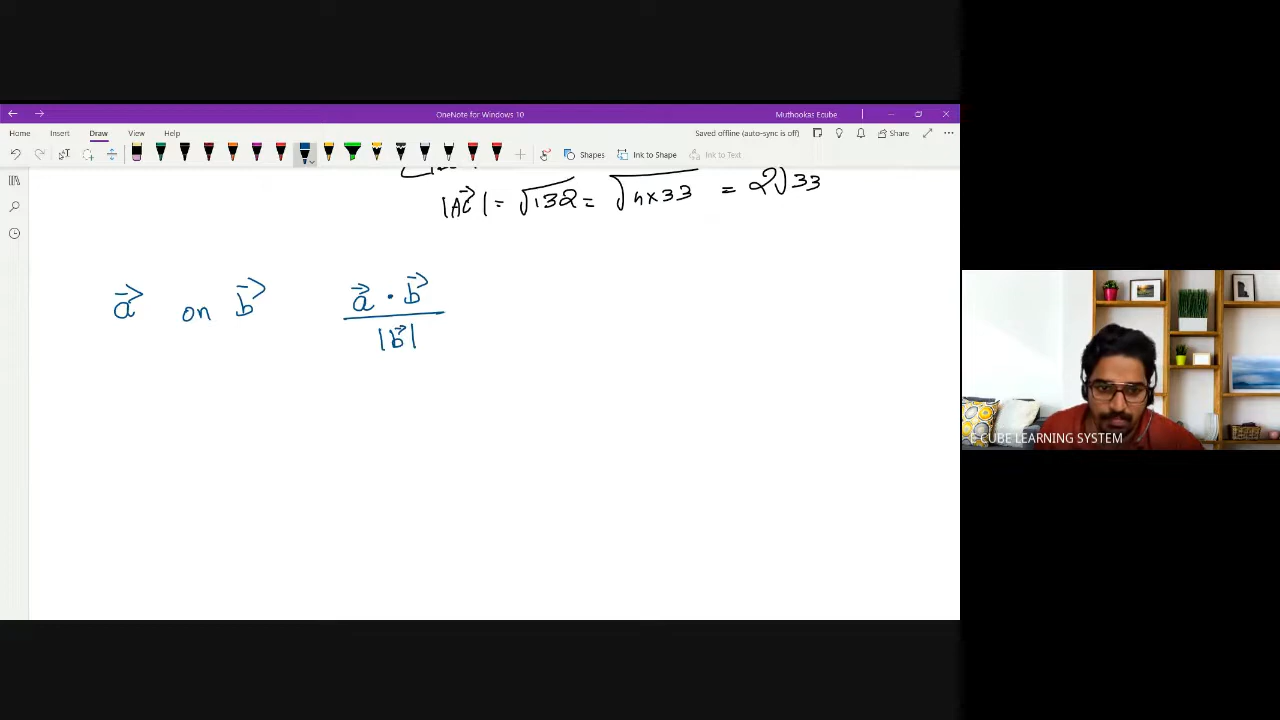 OneNote for Windows 10
Muthookas Ecube
Home Insert Draw View Help
Saved offline (auto-sync is off)
Share
Shapes
Ink to Shape
Ink to Text
|AC⃗| = √132 = √4×33 = 2√33
a⃗ on b⃗
a⃗ · b⃗
|b⃗|
E CUBE LEARNING SYSTEM